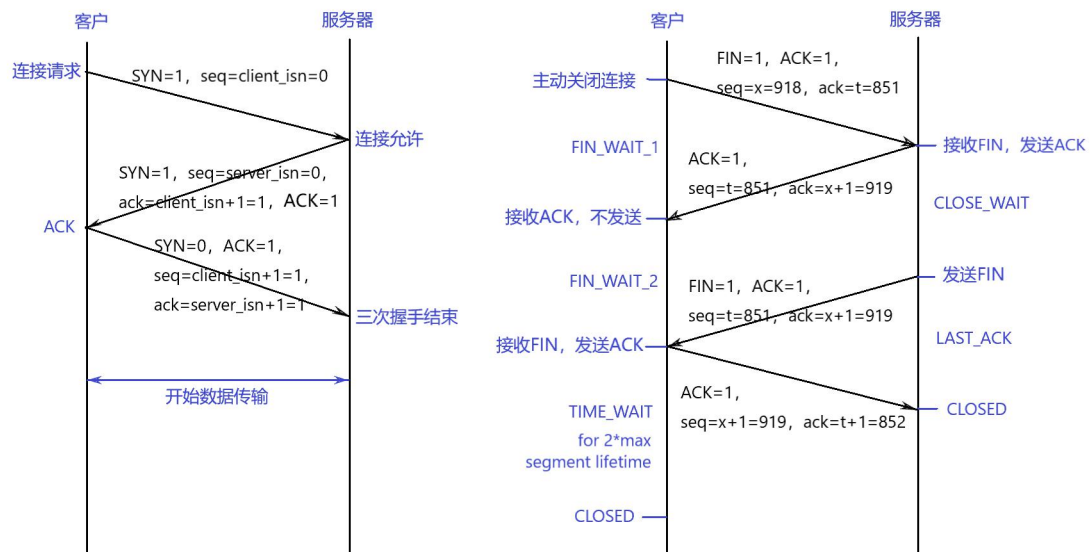 客户
服务器
连接请求
SYN=1，seq=client_isn=0
连接允许
SYN=1，seq=server_isn=0，
ack=client_isn+1=1，ACK=1
ACK
SYN=0，ACK=1，
seq=client_isn+1=1，
ack=server_isn+1=1
三次握手结束
开始数据传输
客户
服务器
主动关闭连接
FIN=1，ACK=1，
seq=x=918，ack=t=851
接收FIN，发送ACK
FIN_WAIT_1
ACK=1，
seq=t=851，ack=x+1=919
CLOSE_WAIT
接收ACK，不发送
发送FIN
FIN_WAIT_2
FIN=1，ACK=1，
seq=t=851，ack=x+1=919
LAST_ACK
接收FIN，发送ACK
ACK=1，
seq=x+1=919，ack=t+1=852
CLOSED
TIME_WAIT
for 2*max
segment lifetime
CLOSED